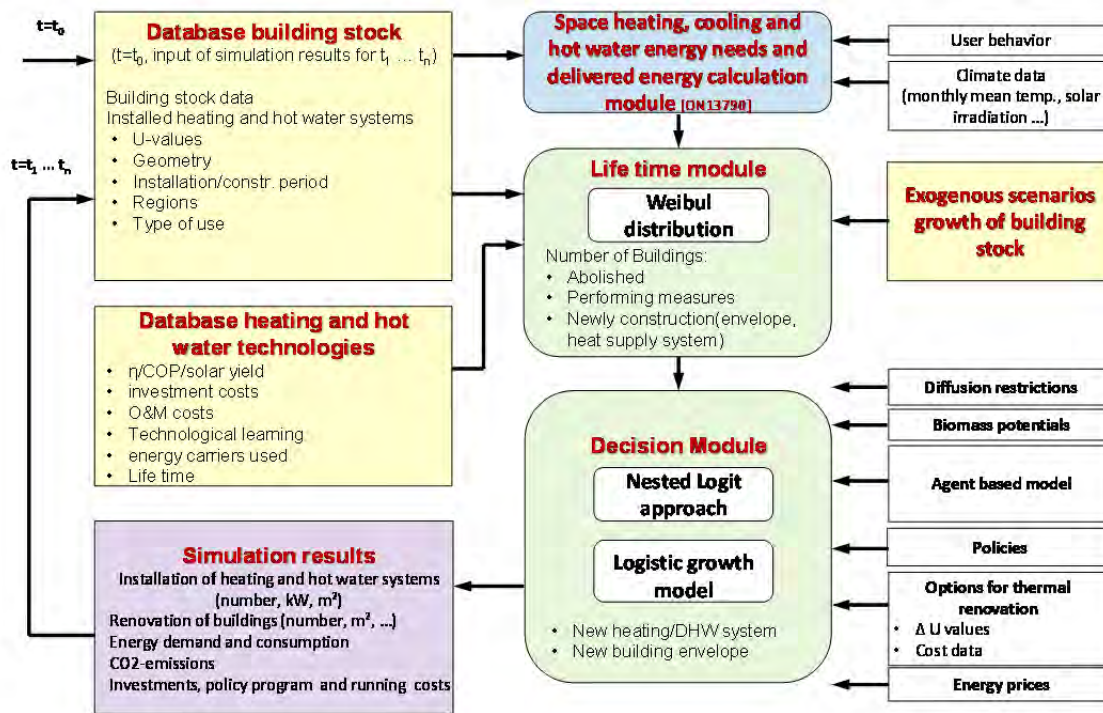 t=t₀
Database building stock
(t=t₀, input of simulation results for t₁ ... tₙ)
Building stock data
Installed heating and hot water systems
• U-values
• Geometry
• Installation/constr. period
• Regions
• Type of use
t=t₁ ... tₙ
Database heating and hot
water technologies
• η/COP/solar yield
• investment costs
• O&M costs
• Technological learning
• energy carriers used
• Life time
Simulation results
Installation of heating and hot water systems
(number, kW, m²)
Renovation of buildings (number, m², ...)
Energy demand and consumption
CO2-emissions
Investments, policy program and running costs
Space heating, cooling and
hot water energy needs and
delivered energy calculation
module [ON13790]
Life time module
Weibul
distribution
Number of Buildings:
• Abolished
• Performing measures
• Newly construction(envelope,
heat supply system)
Decision Module
Nested Logit
approach
Logistic growth
model
• New heating/DHW system
• New building envelope
User behavior
Climate data
(monthly mean temp., solar
irradiation ...)
Exogenous scenarios
growth of building
stock
Diffusion restrictions
Biomass potentials
Agent based model
Policies
Options for thermal
renovation
• Δ U values
• Cost data
Energy prices